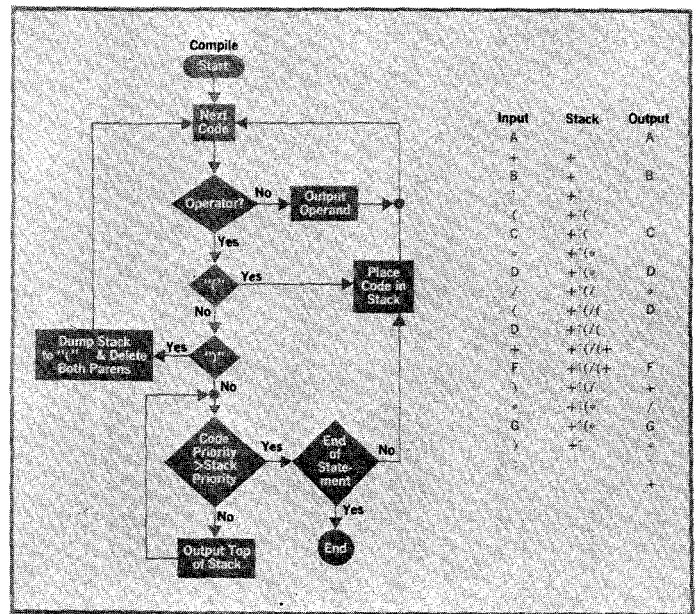 Compile
Start
Next
Code
Operator?
No
Output
Operand
Yes
"("
Yes
Place
Code in
Stack
No
Dump Stack
to "(" & Delete
Both Parens
Yes
")"
No
Code
Priority
>Stack
Priority
Yes
End
of
State-
ment
No
No
Yes
Output Top
of Stack
End
Input Stack Output
A A
+ +
B + B
+
(
C C
D D
/
( D
D
+
F F
) +
/
G G
)
+